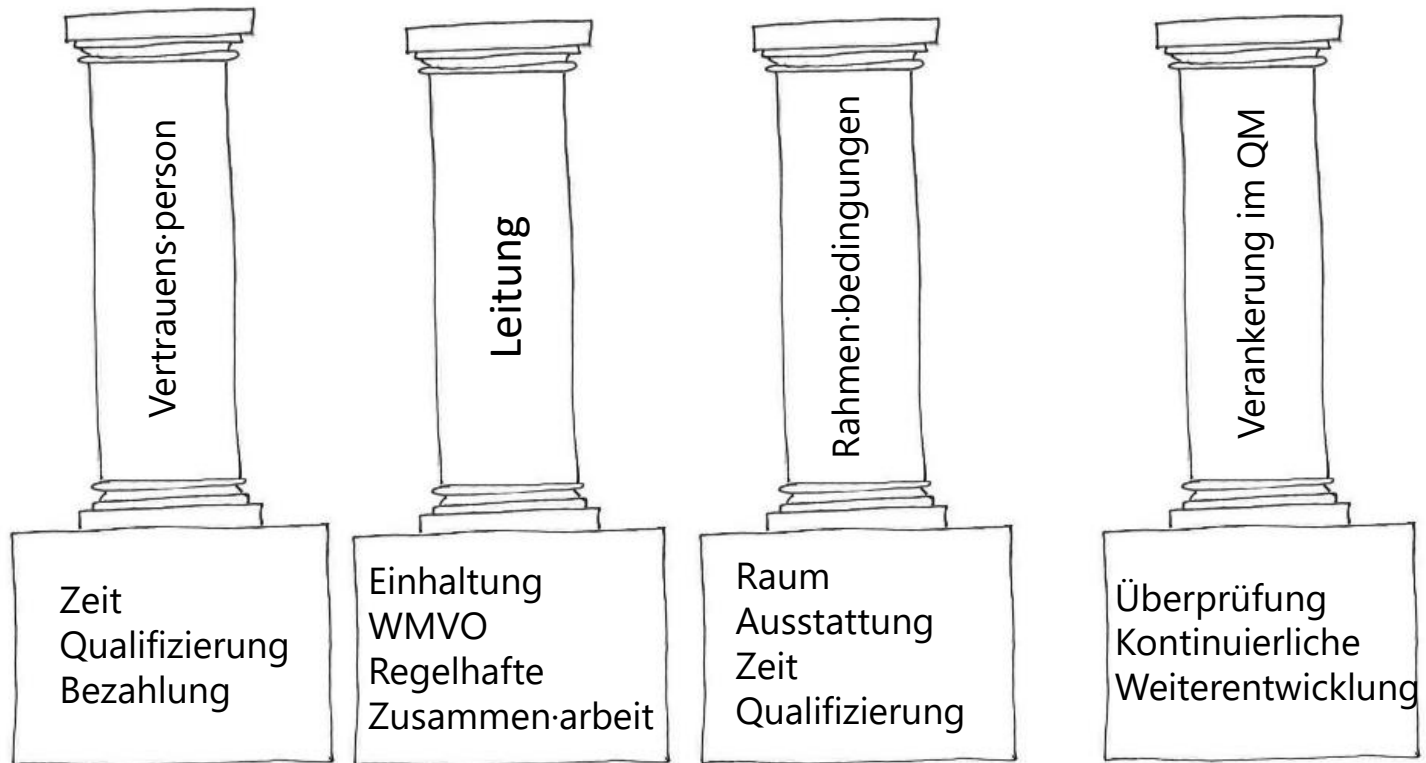 Vertrauens·person
Zeit
Qualifizierung
Bezahlung
Leitung
Einhaltung
WMVO
Regelhafte
Zusammen·arbeit
Rahmen·bedingungen
Raum
Ausstattung
Zeit
Qualifizierung
Verankerung im QM
Überprüfung
Kontinuierliche
Weiterentwicklung